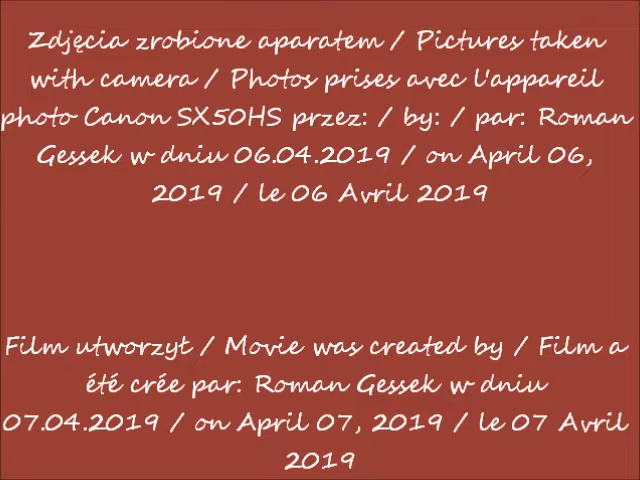 Zdjęcia zrobione aparatem / Pictures taken
with camera / Photos prises avec l'appareil
photo Canon SX50HS przez: / by: / par: Roman
Gessek w dniu 06.04.2019 / on April 06,
2019 / le 06 Avril 2019
Film utworzył / Movie was created by / Film a
été crée par: Roman Gessek w dniu
07.04.2019 / on April 07, 2019 / le 07 Avril
2019